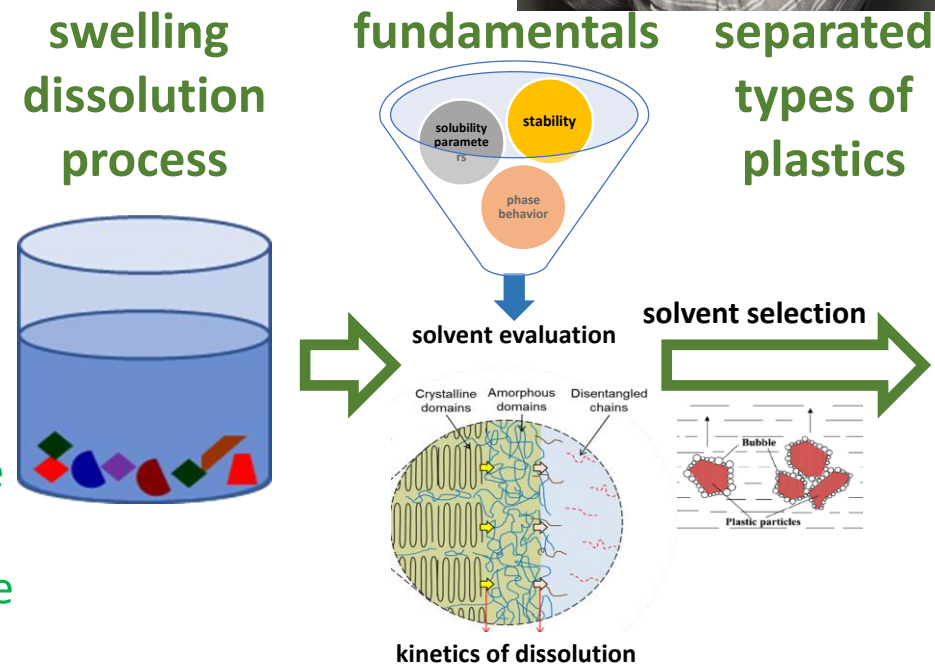 swelling
dissolution
process
fundamentals
solubility
paramete
rs
stability
phase
behavior
solvent evaluation
Crystalline
domains
Amorphous
domains
Disentangled
chains
kinetics of dissolution
separated
types of
plastics
solvent selection
Bubble
Plastic particles
e
e